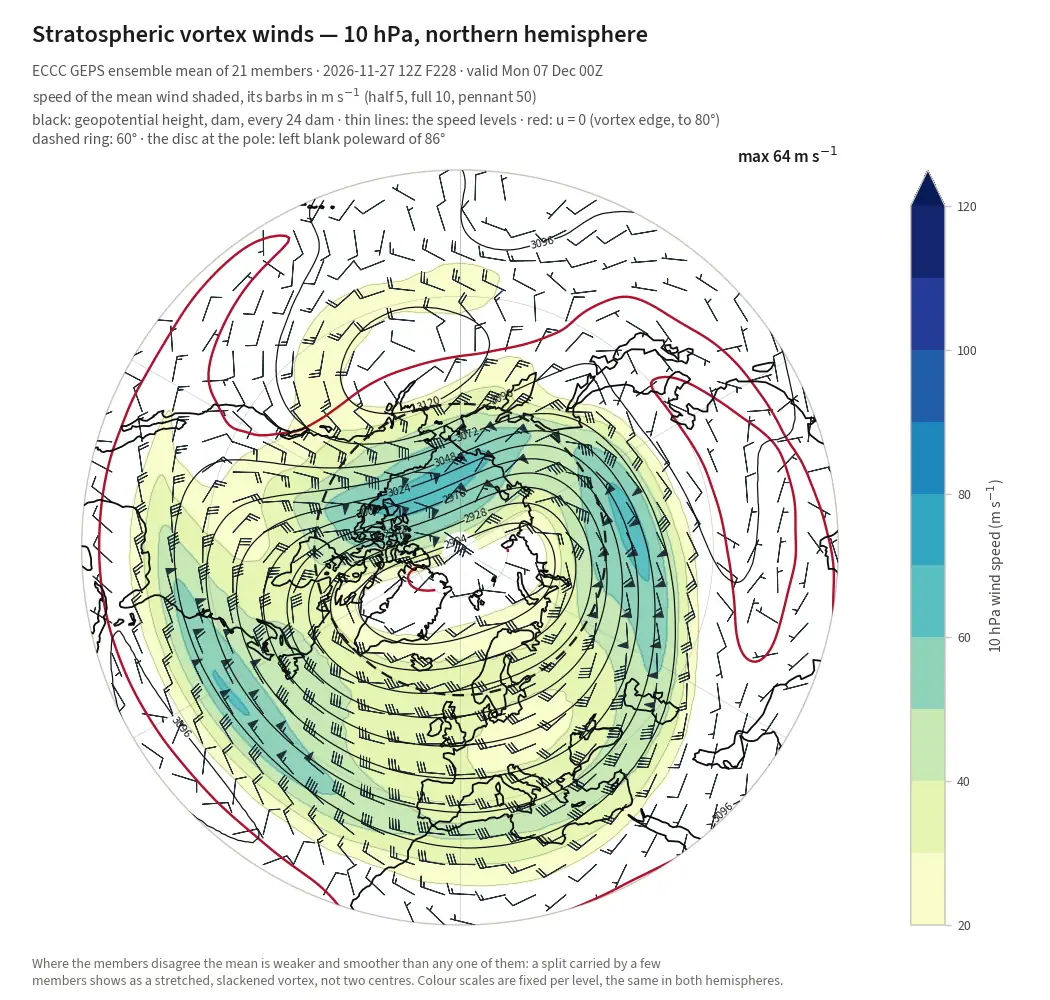 Stratospheric vortex winds — 10 hPa, northern hemisphere
ECCC GEPS ensemble mean of 21 members · 2026-11-27 12Z F228 · valid Mon 07 Dec 00Z
speed of the mean wind shaded, its barbs in m s⁻¹ (half 5, full 10, pennant 50)
black: geopotential height, dam, every 24 dam · thin lines: the speed levels · red: u = 0 (vortex edge, to 80°)
dashed ring: 60° · the disc at the pole: left blank poleward of 86°
max 64 m s⁻¹
120
100
80
60
40
20
10 hPa wind speed (m s⁻¹)
3096
3120
3072
3048
3024
2976
2928
2904
3096
3096
Where the members disagree the mean is weaker and smoother than any one of them: a split carried by a few
members shows as a stretched, slackened vortex, not two centres. Colour scales are fixed per level, the same in both hemispheres.